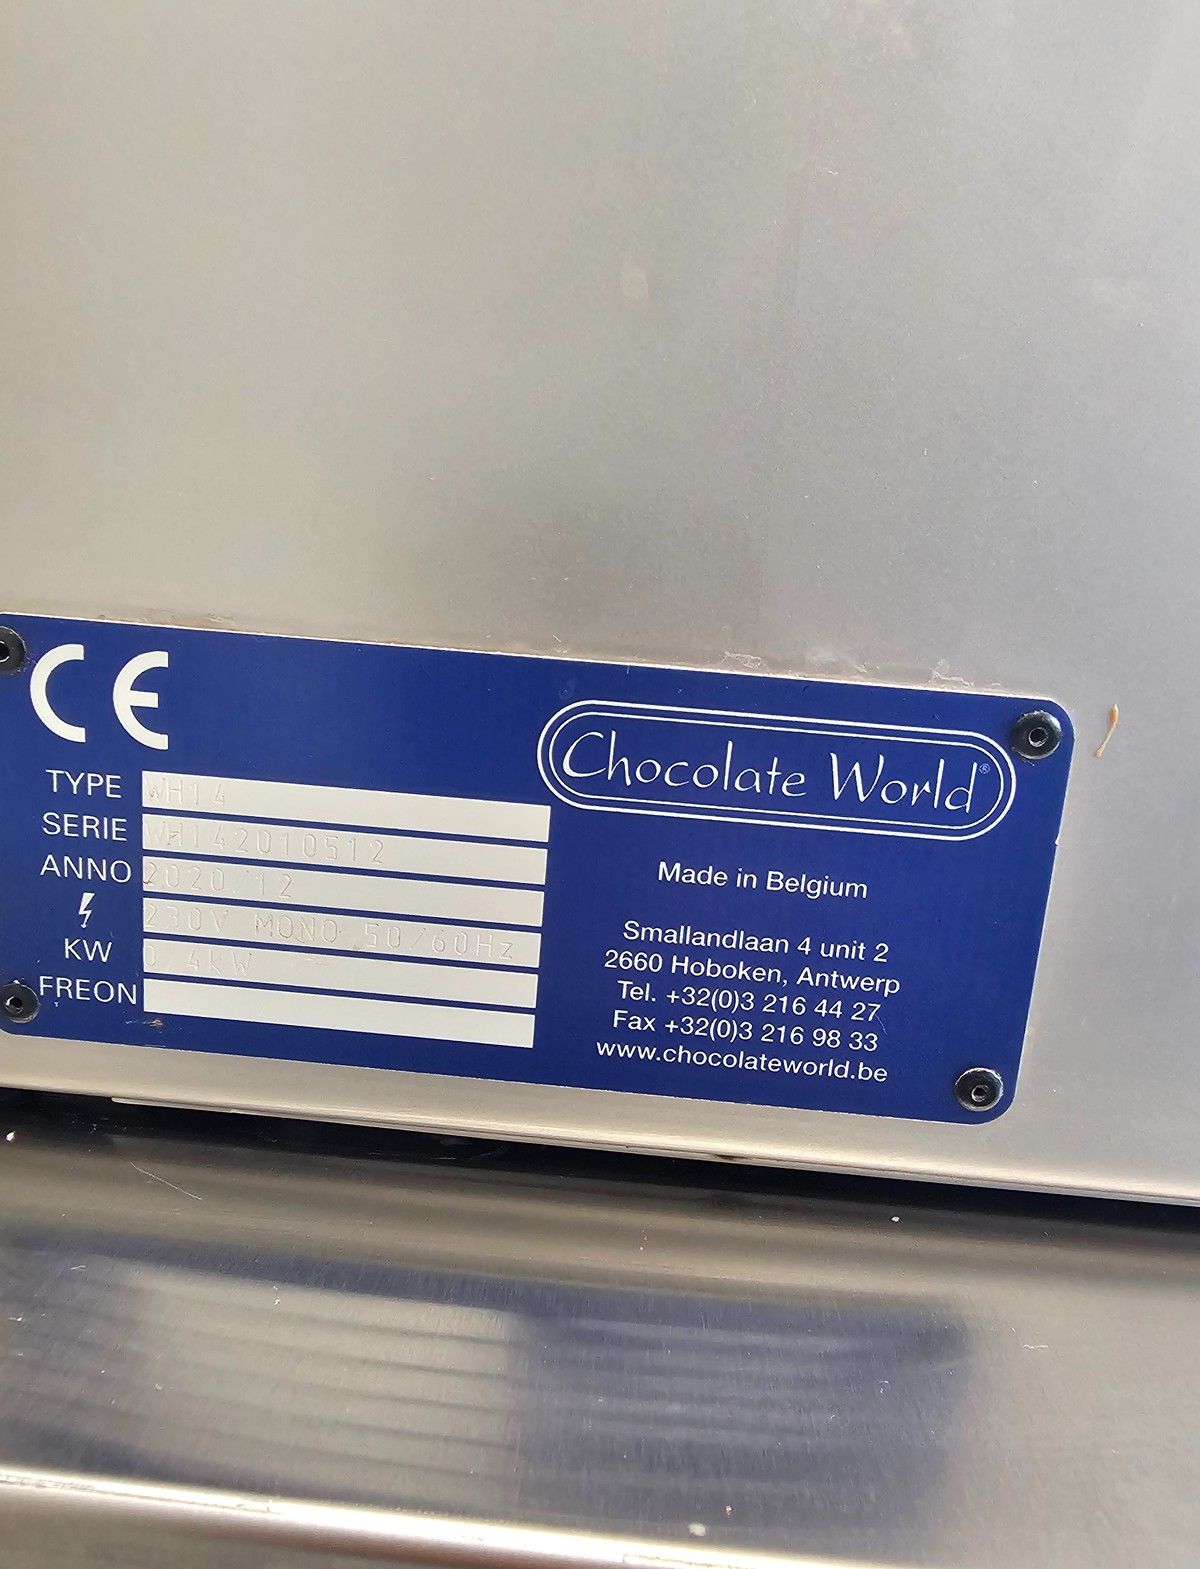 CE
TYPE WH14
SERIE WH142010512
ANNO 2020/12
230V MONO 50/60Hz
KW 0.4kW
FREON
Chocolate World®
Made in Belgium
Smallandlaan 4 unit 2
2660 Hoboken, Antwerp
Tel. +32(0)3 216 44 27
Fax +32(0)3 216 98 33
www.chocolateworld.be